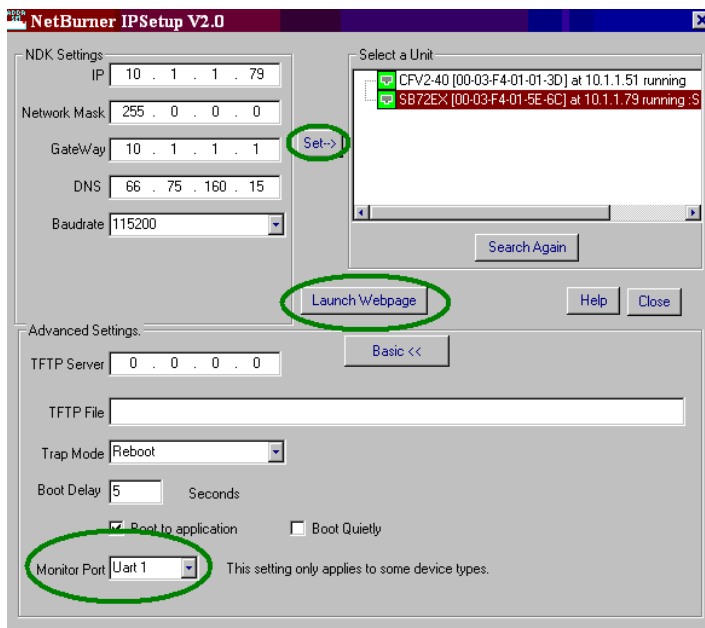 NetBurner IPSetup V2.0
NDK Settings
IP 10 . 1 . 1 . 79
Network Mask 255 . 0 . 0 . 0
GateWay 10 . 1 . 1 . 1
DNS 66 . 75 . 160 . 15
Baudrate 115200
Set-->
Select a Unit
CFV2-40 [00-03-F4-01-01-3D] at 10.1.1.51 running
SB72EX [00-03-F4-01-5E-6C] at 10.1.1.79 running :S
Search Again
Launch Webpage
Help
Close
Advanced Settings.
Basic <<
TFTP Server 0 . 0 . 0 . 0
TFTP File
Trap Mode Reboot
Boot Delay 5 Seconds
Boot to application
Boot Quietly
Monitor Port Uart 1
This setting only applies to some device types.